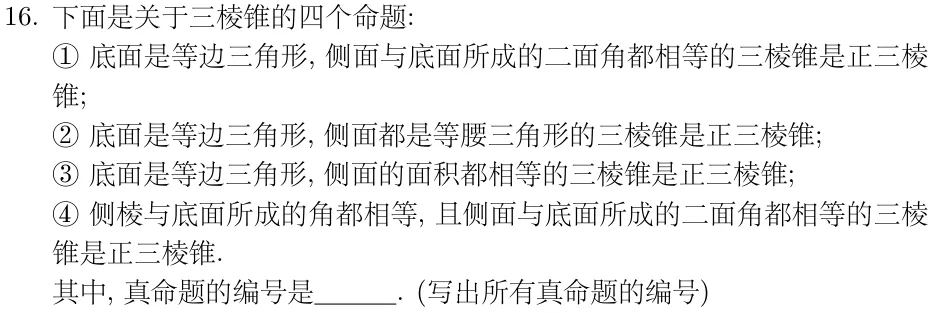 16. 下面是关于三棱锥的四个命题:
① 底面是等边三角形, 侧面与底面所成的二面角都相等的三棱锥是正三棱
锥;
② 底面是等边三角形, 侧面都是等腰三角形的三棱锥是正三棱锥;
③ 底面是等边三角形, 侧面的面积都相等的三棱锥是正三棱锥;
④ 侧棱与底面所成的角都相等, 且侧面与底面所成的二面角都相等的三棱
锥是正三棱锥.
其中, 真命题的编号是______. (写出所有真命题的编号)